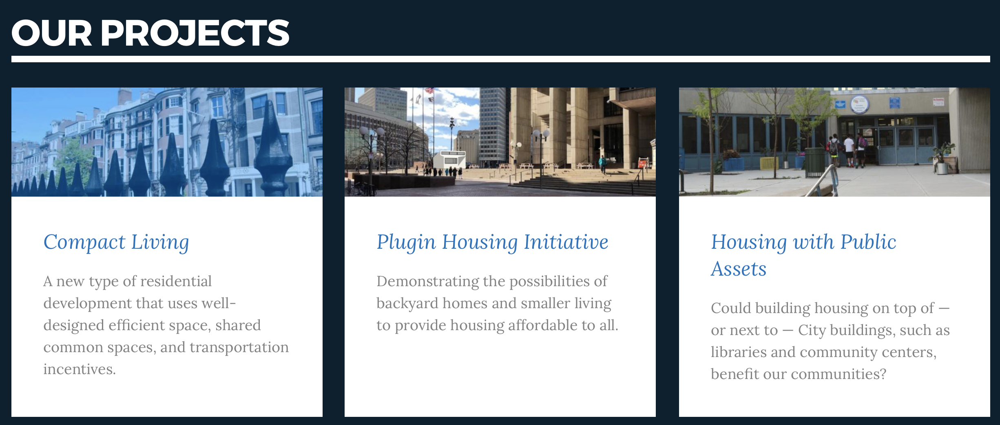 OUR PROJECTS
Compact Living
A new type of residential
development that uses well-
designed efficient space, shared
common spaces, and transportation
incentives.
Plugin Housing Initiative
Demonstrating the possibilities of
backyard homes and smaller living
to provide housing affordable to all.
Housing with Public
Assets
Could building housing on top of —
or next to — City buildings, such as
libraries and community centers,
benefit our communities?